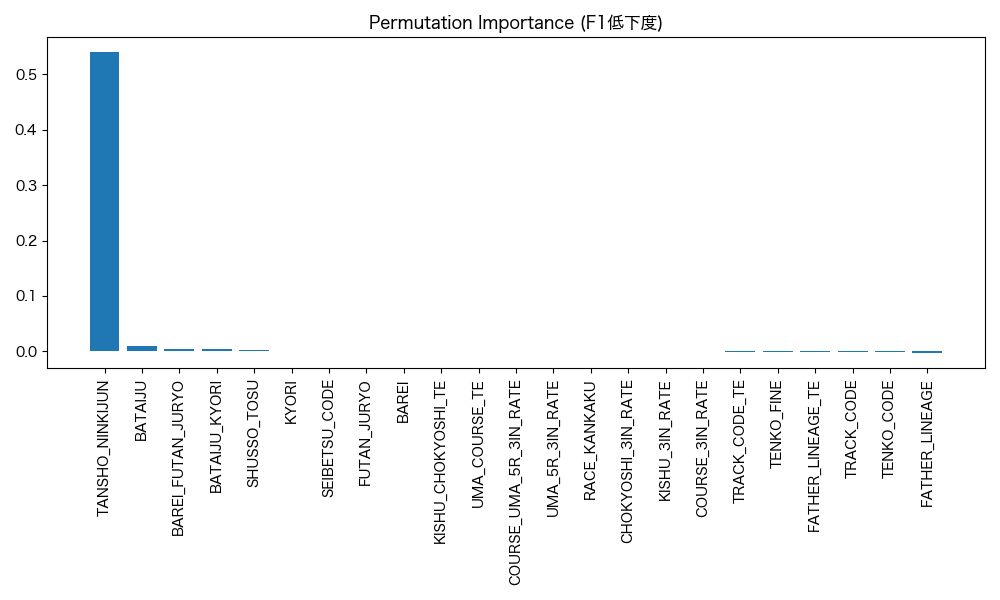 Permutation Importance (F1低下度)
0.5
0.4
0.3
0.2
0.1
0.0
TANSHO_NINKIJUN
BATAIJU
BAREI_FUTAN_JURYO
BATAIJU_KYORI
SHUSSO_TOSU
KYORI
SEIBETSU_CODE
FUTAN_JURYO
BAREI
KISHU_CHOKYOSHI_TE
UMA_COURSE_TE
COURSE_UMA_5R_3IN_RATE
UMA_5R_3IN_RATE
RACE_KANKAKU
CHOKYOSHI_3IN_RATE
KISHU_3IN_RATE
COURSE_3IN_RATE
TRACK_CODE_TE
TENKO_FINE
FATHER_LINEAGE_TE
TRACK_CODE
TENKO_CODE
FATHER_LINEAGE